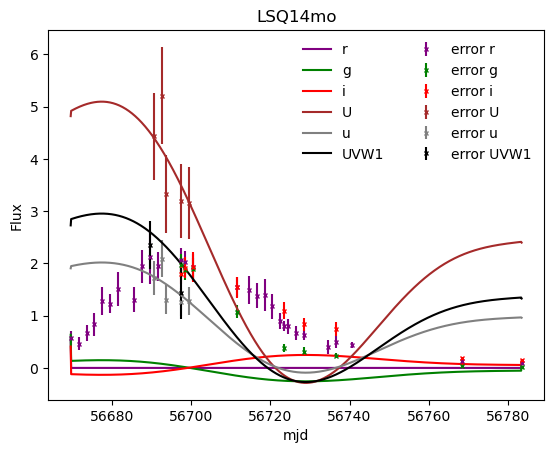 LSQ14mo
Flux
6
5
4
3
2
1
0
r
g
i
U
u
UVW1
error r
error g
error i
error U
error u
error UVW1
56680 56700 56720 56740 56760 56780
mjd